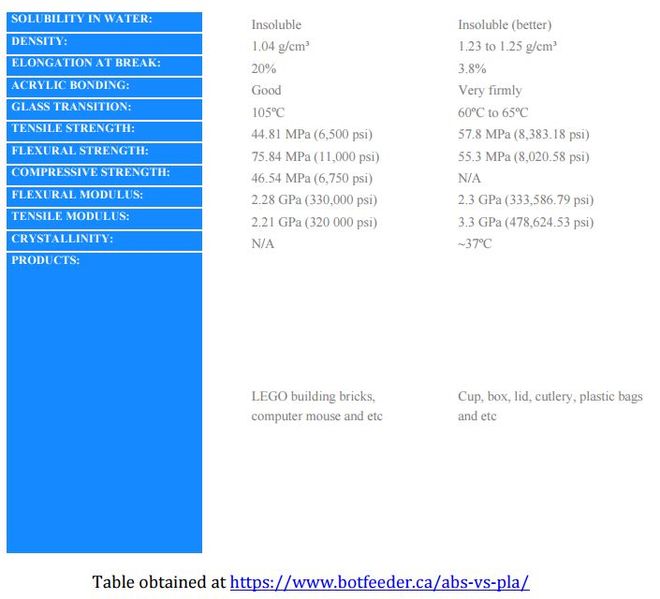 SOLUBILITY IN WATER: Insoluble Insoluble (better)
DENSITY: 1.04 g/cm³ 1.23 to 1.25 g/cm³
ELONGATION AT BREAK: 20% 3.8%
ACRYLIC BONDING: Good Very firmly
GLASS TRANSITION: 105ºC 60ºC to 65ºC
TENSILE STRENGTH: 44.81 MPa (6,500 psi) 57.8 MPa (8,383.18 psi)
FLEXURAL STRENGTH: 75.84 MPa (11,000 psi) 55.3 MPa (8,020.58 psi)
COMPRESSIVE STRENGTH: 46.54 MPa (6,750 psi) N/A
FLEXURAL MODULUS: 2.28 GPa (330,000 psi) 2.3 GPa (333,586.79 psi)
TENSILE MODULUS: 2.21 GPa (320 000 psi) 3.3 GPa (478,624.53 psi)
CRYSTALLINITY: N/A ~37ºC
PRODUCTS:
LEGO building bricks, Cup, box, lid, cutlery, plastic bags
computer mouse and etc and etc
Table obtained at https://www.botfeeder.ca/abs-vs-pla/